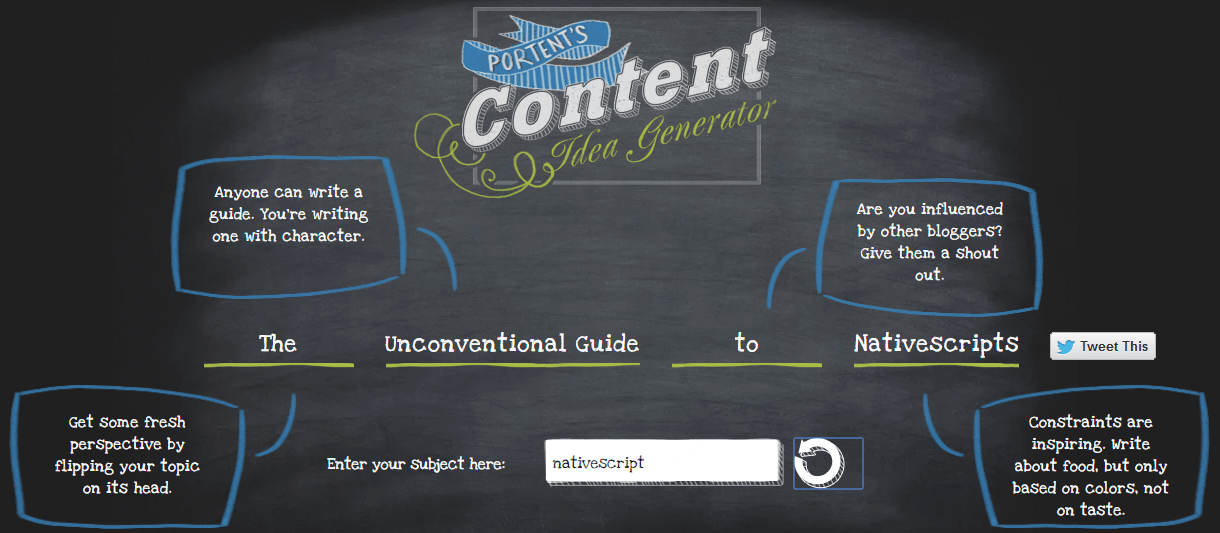 PORTENT'S
Content
Idea Generator
Anyone can write a
guide. You're writing
one with character.
Are you influenced
by other bloggers?
Give them a shout
out.
The Unconventional Guide to Nativescripts
Tweet This
Get some fresh
perspective by
flipping your topic
on its head.
Enter your subject here: nativescript
Constraints are
inspiring. Write
about food, but only
based on colors, not
on taste.